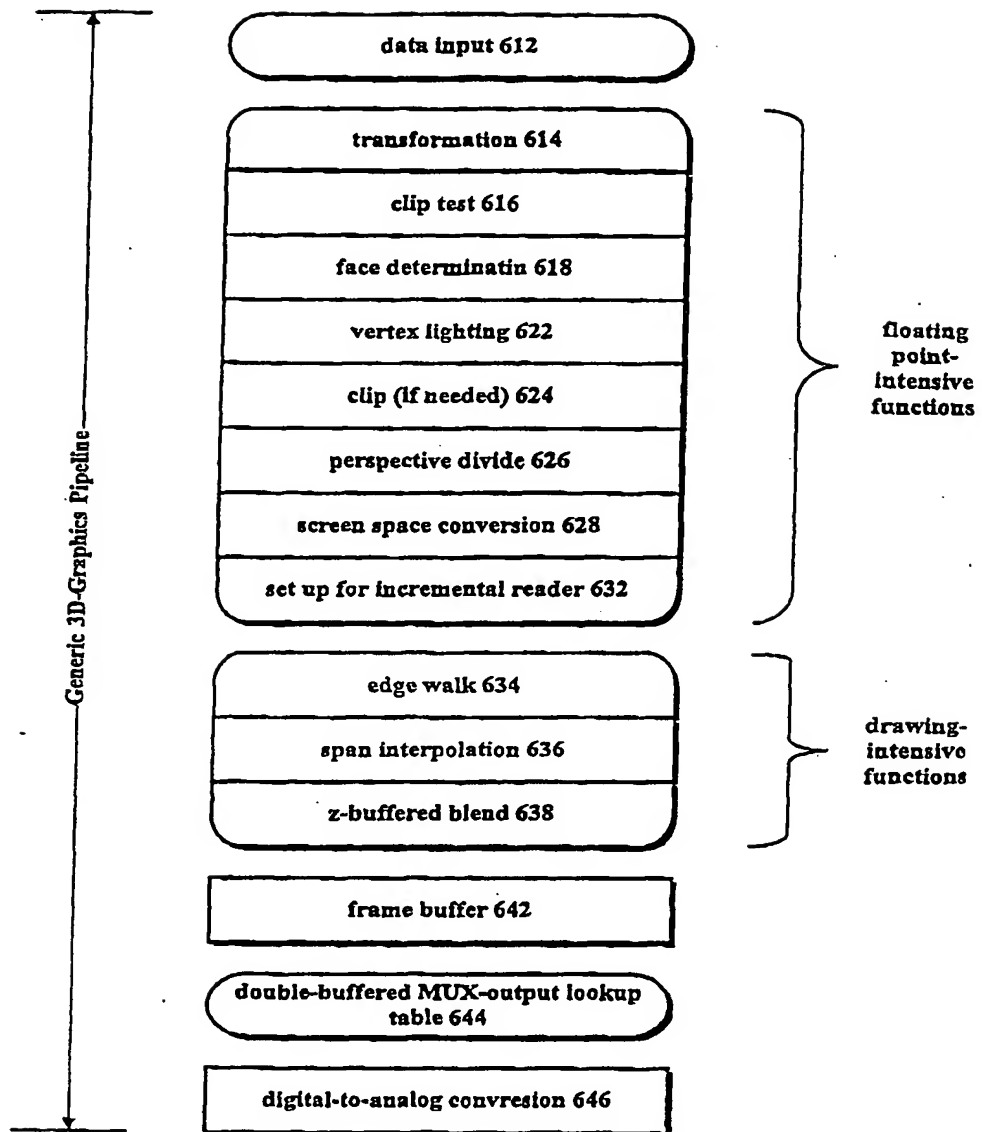 data input 612
transformation 614
clip test 616
face determinatin 618
vertex lighting 622
clip (if needed) 624
perspective divide 626
screen space conversion 628
set up for incremental reader 632
floating
point-
intensive
functions
Generic 3D-Graphics Pipeline
edge walk 634
span interpolation 636
z-buffered blend 638
drawing-
intensive
functions
frame buffer 642
double-buffered MUX-output lookup
table 644
digital-to-analog convresion 646